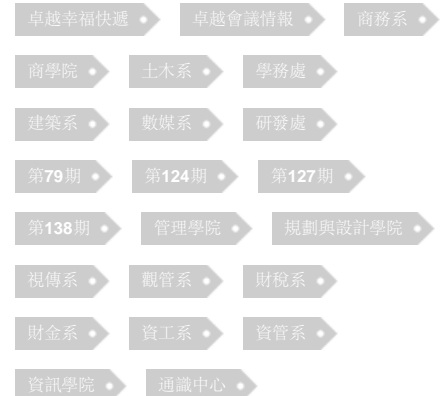 卓越幸福快遞 卓越會議情報 商務系
商學院 土木系 學務處
建築系 數媒系 研發處
第79期 第124期 第127期
第138期 管理學院 規劃與設計學院
視傳系 觀管系 財稅系
財金系 資工系 資管系
資訊學院 通識中心